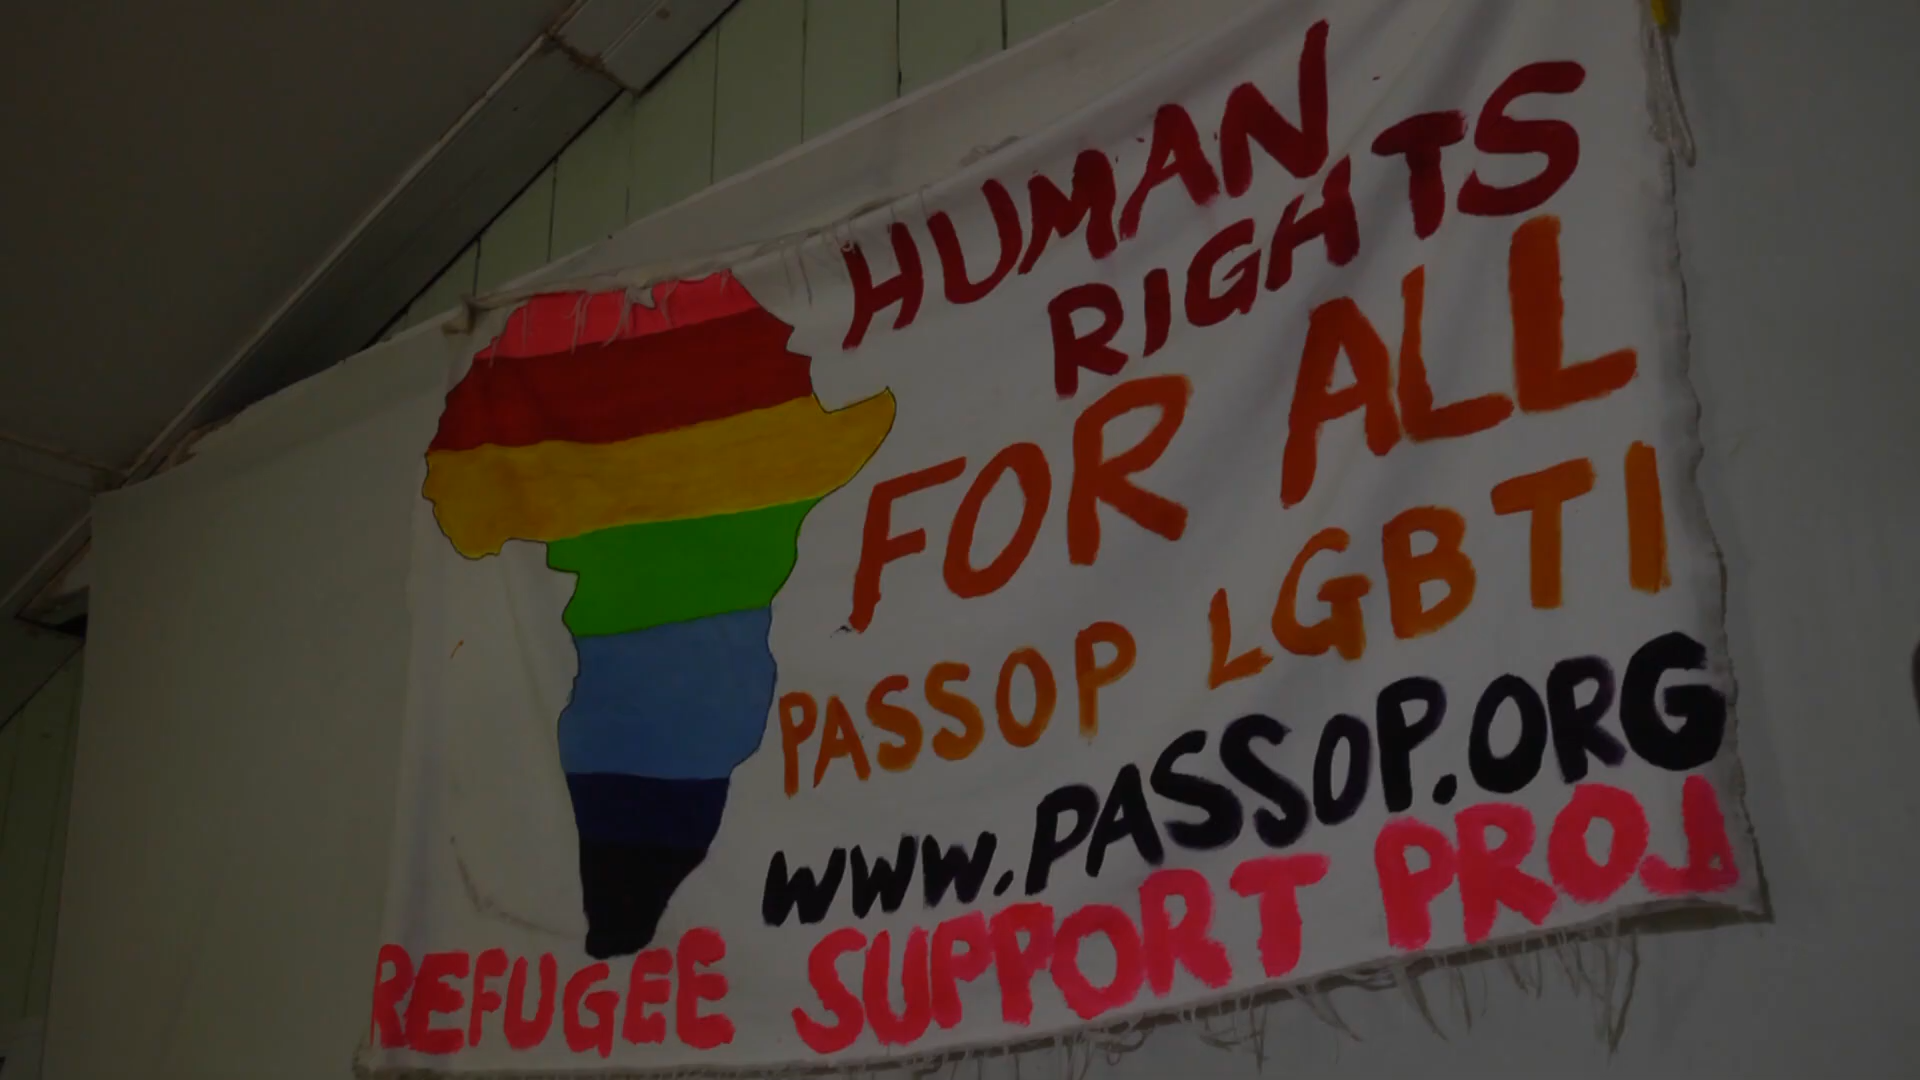 HUMAN
RIGHTS
FOR ALL
PASSOP LGBTI
WWW.PASSOP.ORG
REFUGEE SUPPORT PROJ